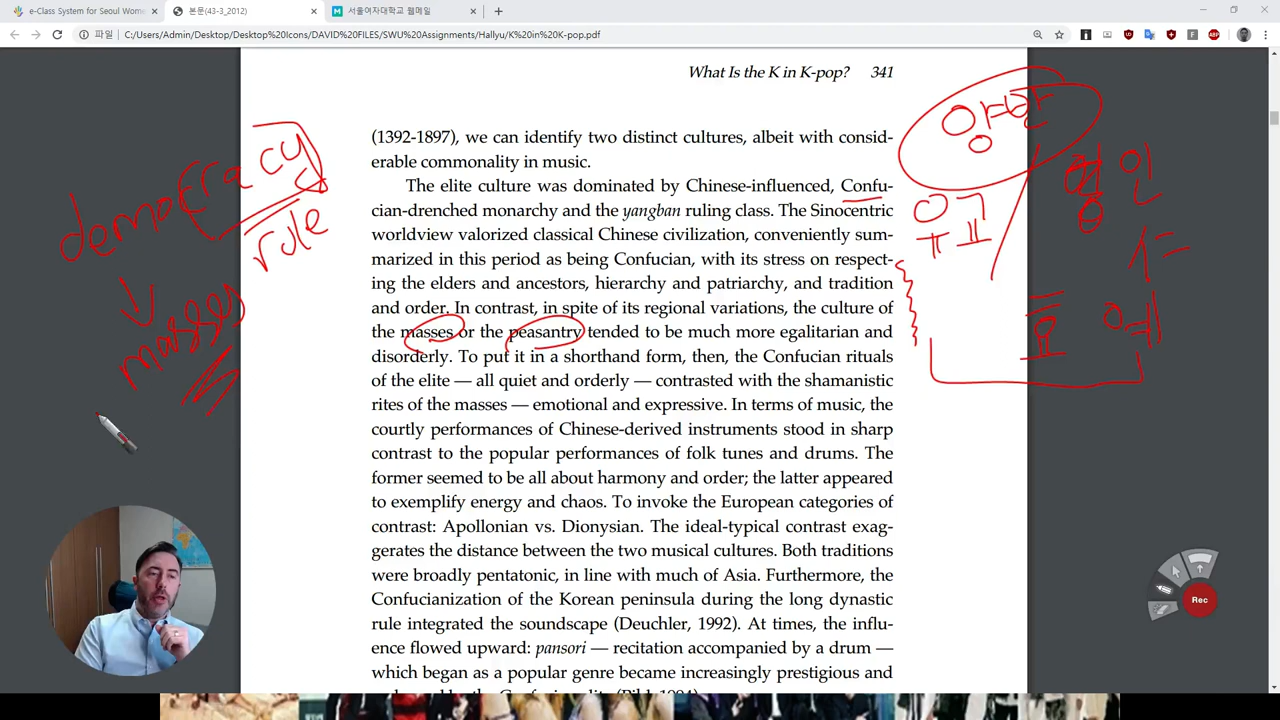 e-Class System for Seoul Wom
본문(43-3_2012)
서울여자대학교 웹메일
파일
C:/Users/Admin/Desktop/Desktop%20Icons/DAVID%20FILES/SWU%20Assignments/Hallyu/K%20in%20K-pop.pdf
What Is the K in K-pop? 341
(1392-1897), we can identify two distinct cultures, albeit with consid-
erable commonality in music.
The elite culture was dominated by Chinese-influenced, Confu-
cian-drenched monarchy and the yangban ruling class. The Sinocentric
worldview valorized classical Chinese civilization, conveniently sum-
marized in this period as being Confucian, with its stress on respect-
ing the elders and ancestors, hierarchy and patriarchy, and tradition
and order. In contrast, in spite of its regional variations, the culture of
the masses or the peasantry tended to be much more egalitarian and
disorderly. To put it in a shorthand form, then, the Confucian rituals
of the elite — all quiet and orderly — contrasted with the shamanistic
rites of the masses — emotional and expressive. In terms of music, the
courtly performances of Chinese-derived instruments stood in sharp
contrast to the popular performances of folk tunes and drums. The
former seemed to be all about harmony and order; the latter appeared
to exemplify energy and chaos. To invoke the European categories of
contrast: Apollonian vs. Dionysian. The ideal-typical contrast exag-
gerates the distance between the two musical cultures. Both traditions
were broadly pentatonic, in line with much of Asia. Furthermore, the
Confucianization of the Korean peninsula during the long dynastic
rule integrated the soundscape (Deuchler, 1992). At times, the influ-
ence flowed upward: pansori — recitation accompanied by a drum —
which began as a popular genre became increasingly prestigious and
democracy
rule
masses
양반
유교
인
仁
효
예
Rec